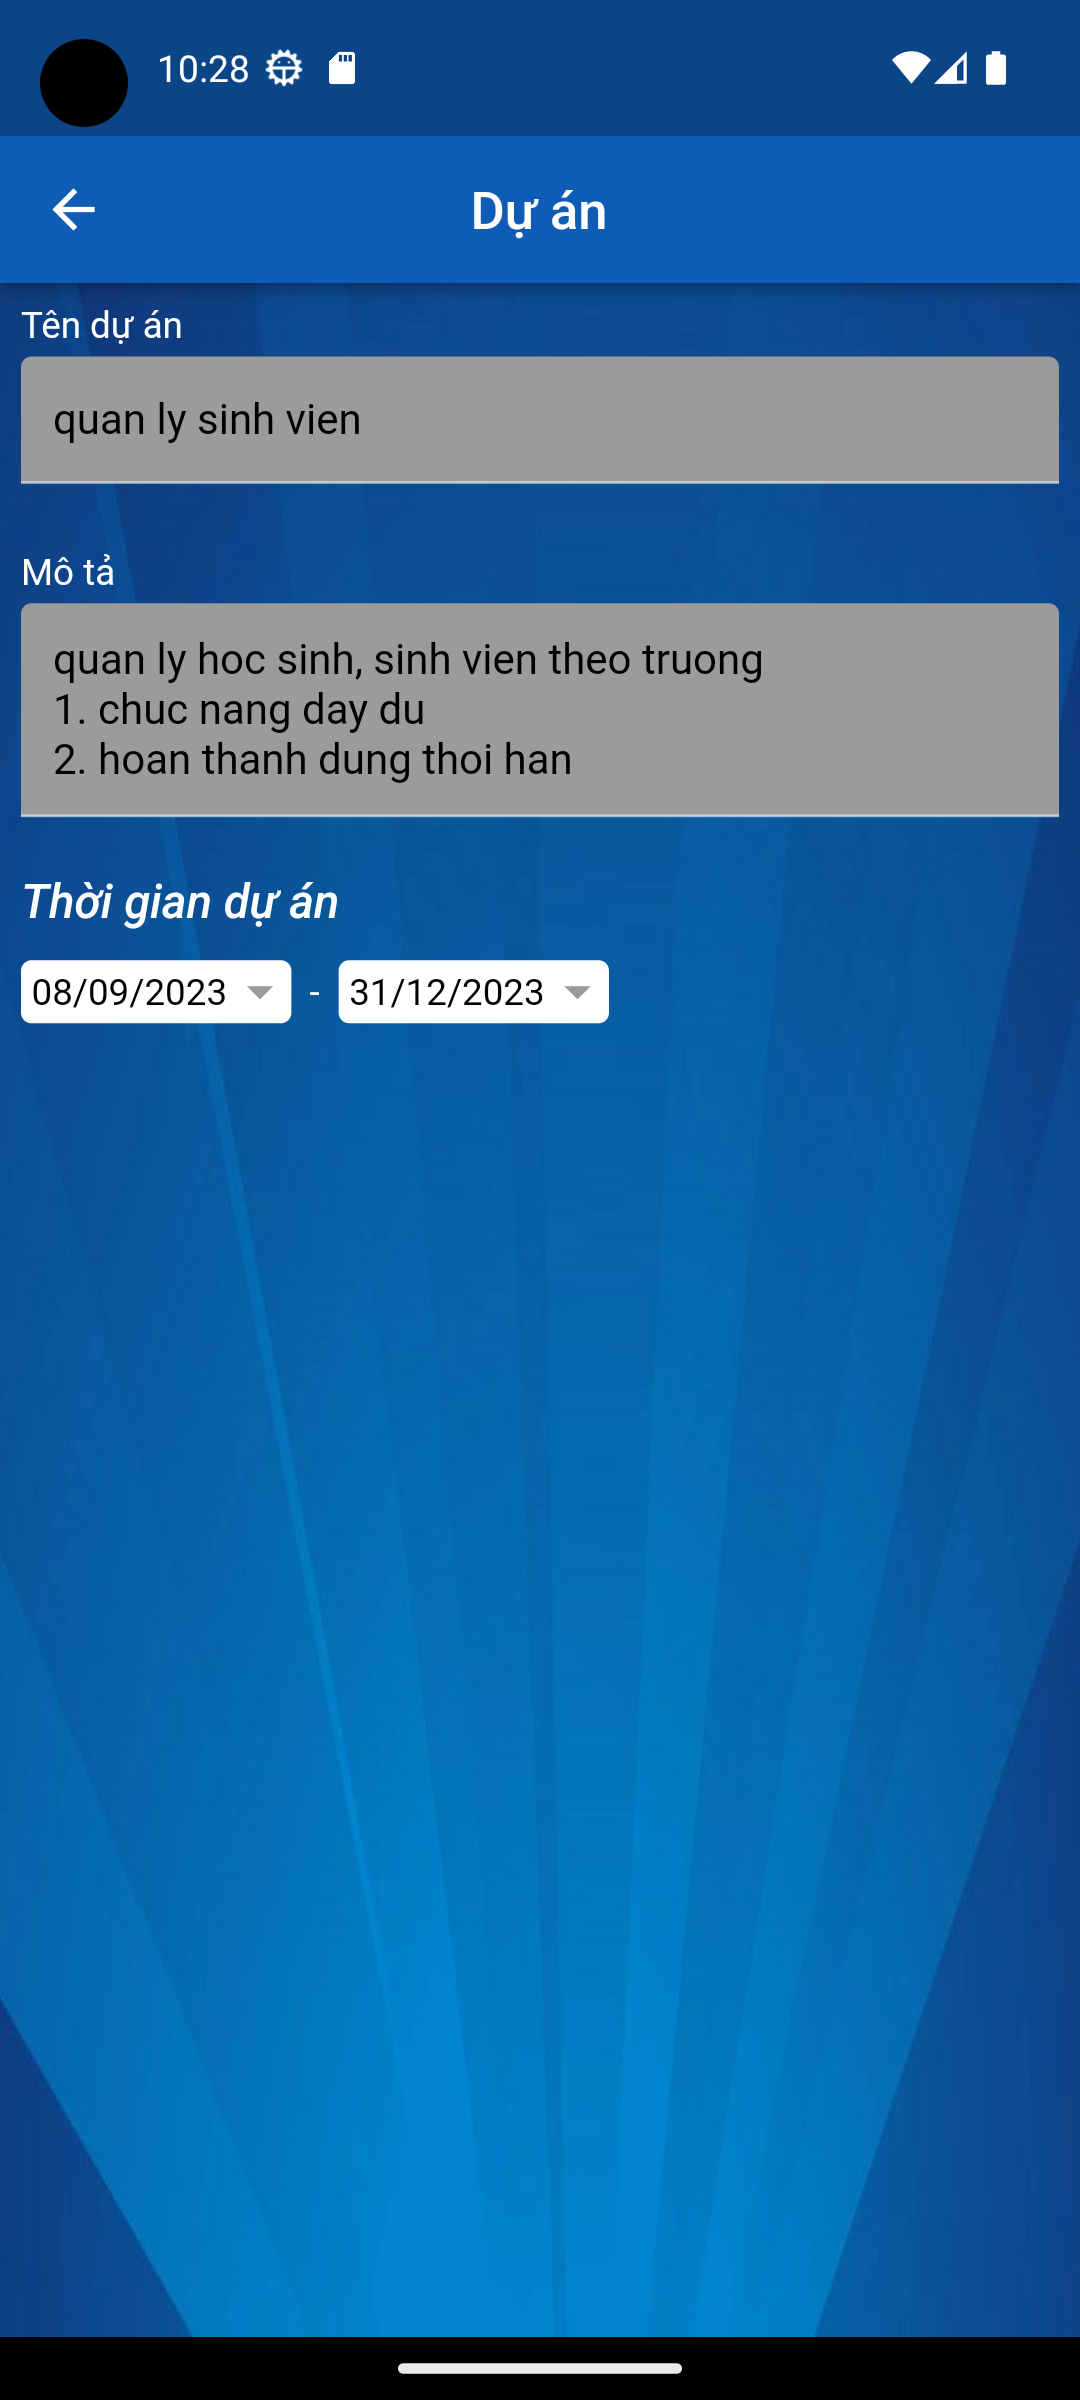 10:28
Dự án
Tên dự án
quan ly sinh vien
Mô tả
quan ly hoc sinh, sinh vien theo truong
1. chuc nang day du
2. hoan thanh dung thoi han
Thời gian dự án
08/09/2023 - 31/12/2023